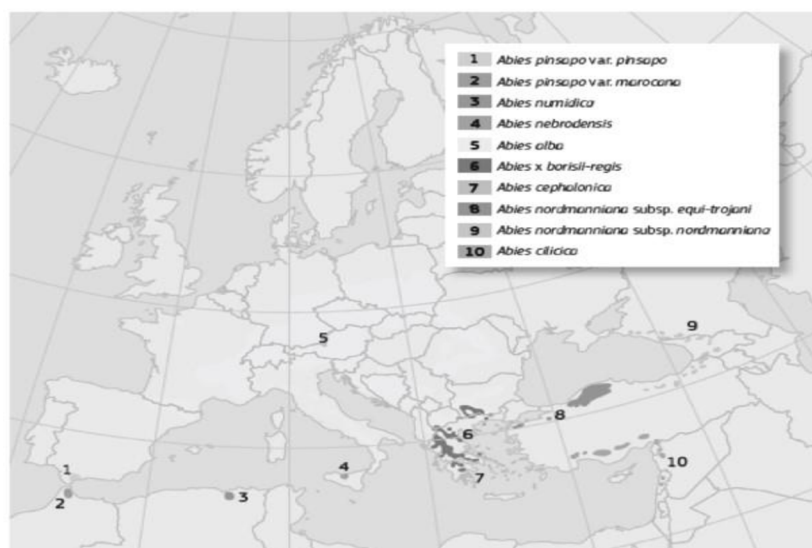 1 Abies pinsapo var. pinsapo
2 Abies pinsapo var. marocana
3 Abies numidica
4 Abies nebrodensis
5 Abies alba
6 Abies x borisii-regis
7 Abies cephalonica
8 Abies nordmanniana subsp. equi-trojani
9 Abies nordmanniana subsp. nordmanniana
10 Abies cilicica
9
5
8
6
10
4
1
7
2
3